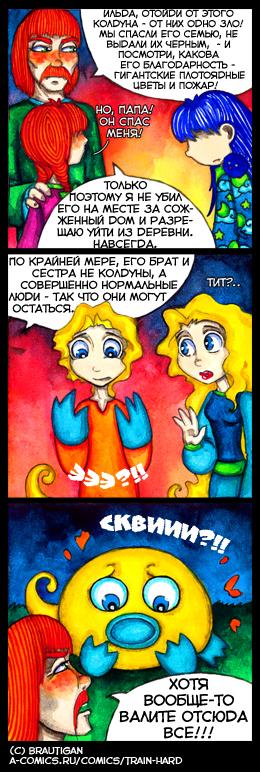 ИЛЬДА, ОТОЙДИ ОТ ЭТОГО
КОЛДУНА - ОТ НИХ ОДНО ЗЛО!
МЫ СПАСЛИ ЕГО СЕМЬЮ, НЕ
ВЫДАЛИ ИХ ЧЁРНЫМ, - И
ПОСМОТРИ, КАКОВА
ЕГО БЛАГОДАРНОСТЬ -
ГИГАНТСКИЕ ПЛОТОЯДНЫЕ
ЦВЕТЫ И ПОЖАР!
НО, ПАПА!
ОН СПАС
МЕНЯ!
ТОЛЬКО
ПОЭТОМУ Я НЕ УБИЛ
ЕГО НА МЕСТЕ ЗА СОЖ-
ЖЕННЫЙ ДОМ И РАЗРЕ-
ШАЮ УЙТИ ИЗ ДЕРЕВНИ.
НАВСЕГДА.
ПО КРАЙНЕЙ МЕРЕ, ЕГО БРАТ И
СЕСТРА НЕ КОЛДУНЫ, А
СОВЕРШЕННО НОРМАЛЬНЫЕ
ЛЮДИ - ТАК ЧТО ОНИ МОГУТ
ОСТАТЬСЯ.
ТИТ?..
ЭЭЭ?!!
СКВИИИ?!!
ХОТЯ
ВООБЩЕ-ТО
ВАЛИТЕ ОТСЮДА
ВСЕ!!!
(C) BRAUTIGAN
A-COMICS.RU/COMICS/TRAIN-HARD